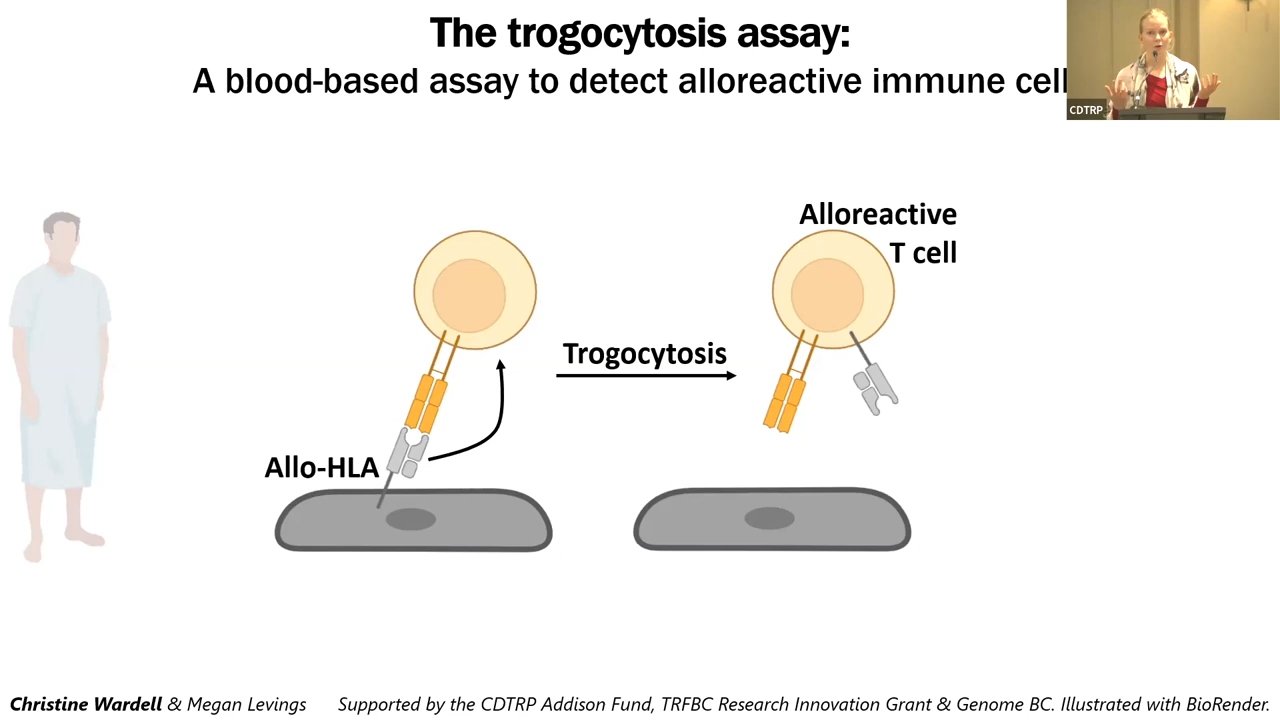 The trogocytosis assay:
A blood-based assay to detect alloreactive immune cell
CDTRP
Alloreactive
T cell
Trogocytosis
Allo-HLA
Christine Wardell & Megan Levings
Supported by the CDTRP Addison Fund, TRFBC Research Innovation Grant & Genome BC. Illustrated with BioRender.